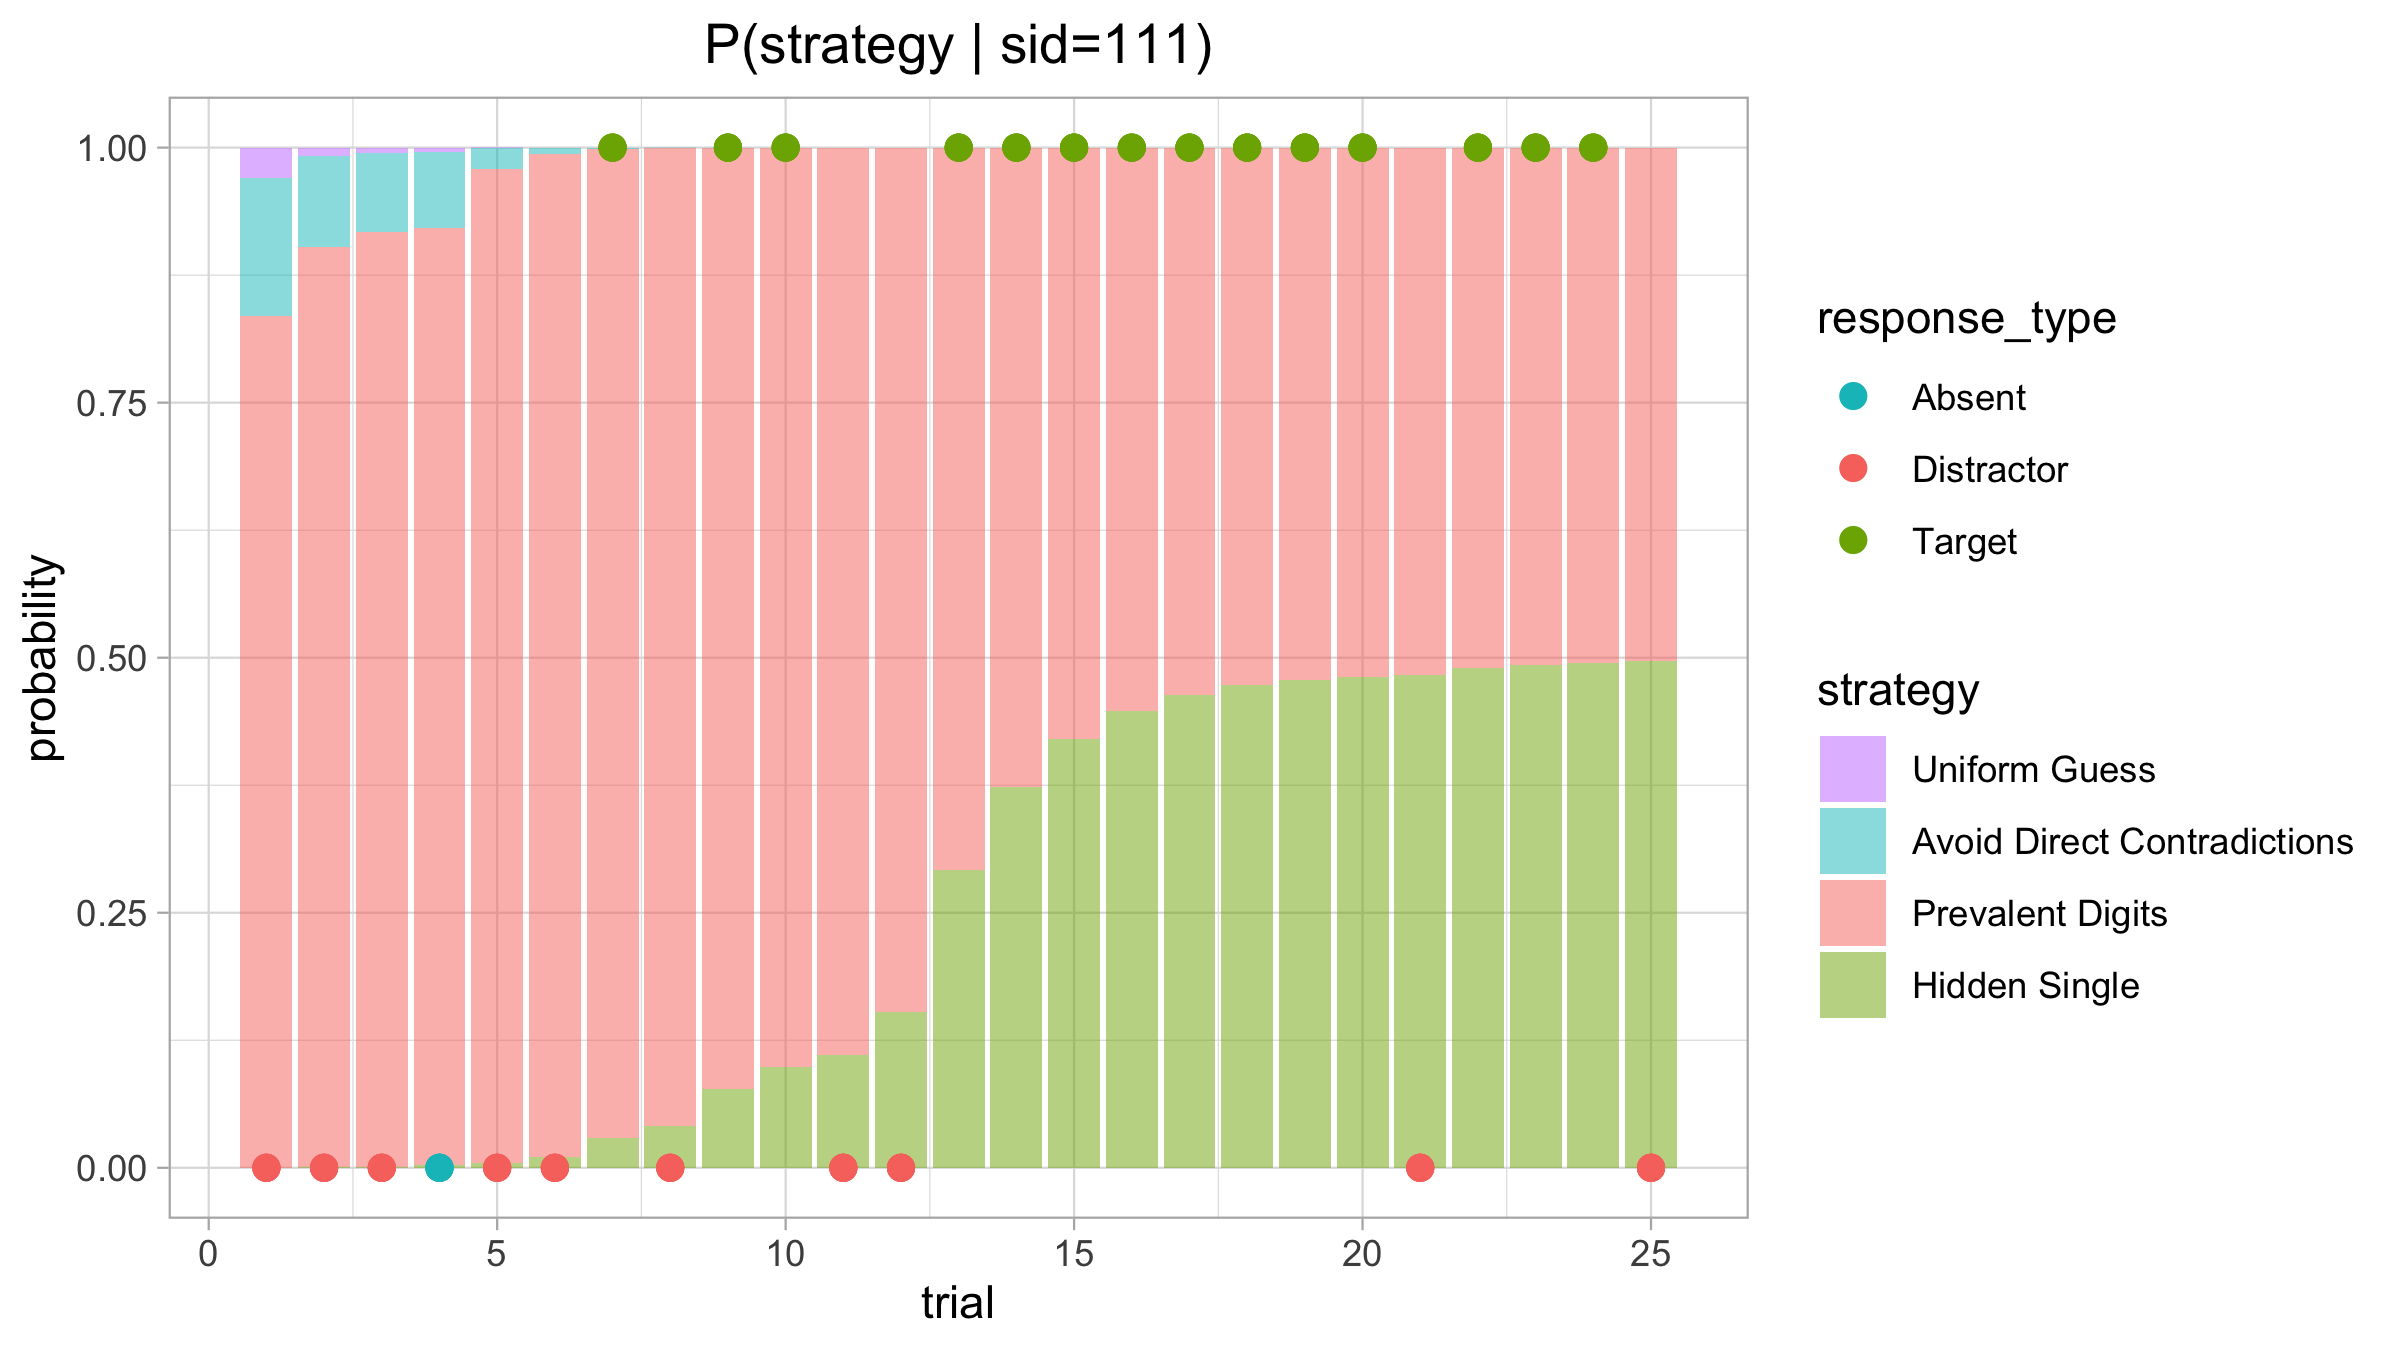 P(strategy | sid=111)
probability
1.00
0.75
0.50
0.25
0.00
0 5 10 15 20 25
trial
response_type
Absent
Distractor
Target
strategy
Uniform Guess
Avoid Direct Contradictions
Prevalent Digits
Hidden Single